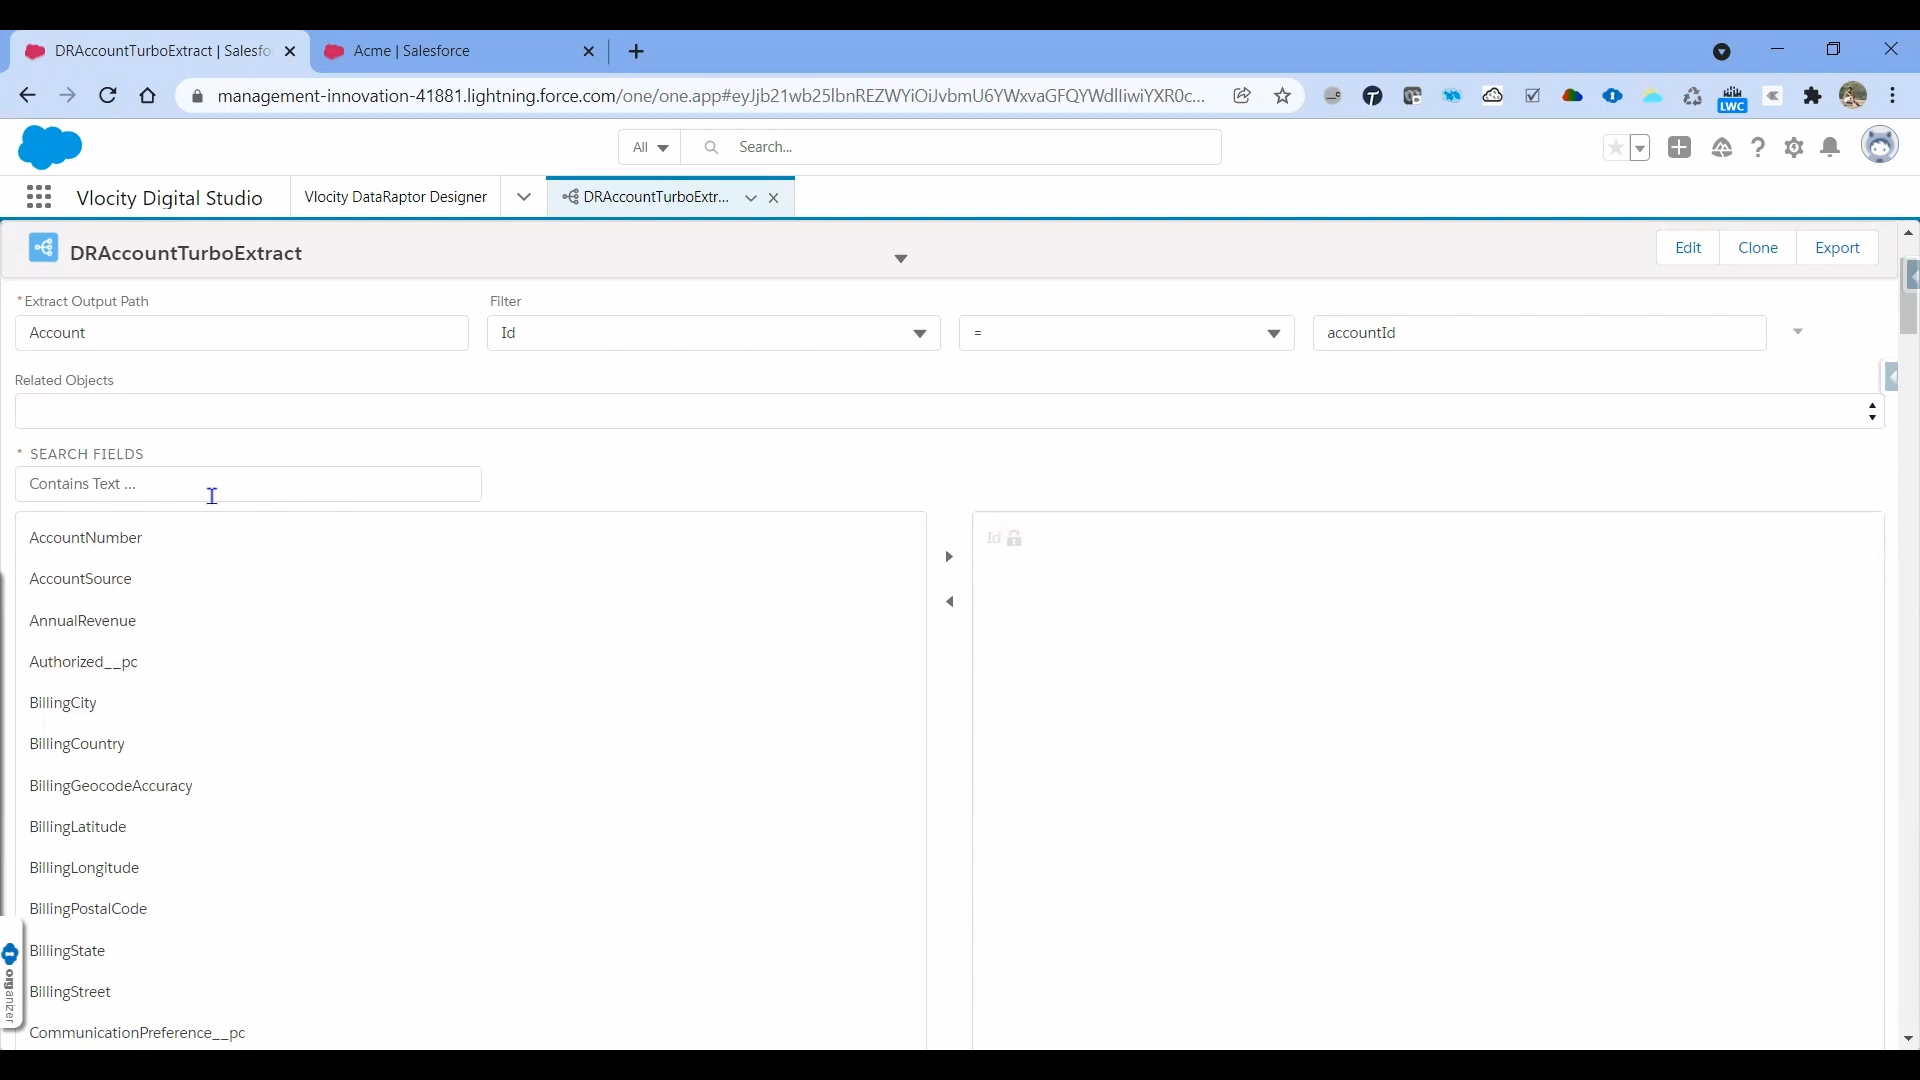 DRAccountTurboExtract | Salesfo
Acme | Salesforce
management-innovation-41881.lightning.force.com/one/one.app#eyJjb21wb25lbnREZWYiOiJvbmU6YWxvaGFQYWdlIiwiYXR0c...
LWC
All
Search...
Vlocity Digital Studio
Vlocity DataRaptor Designer
DRAccountTurboExtr...
DRAccountTurboExtract
Edit
Clone
Export
*Extract Output Path
Filter
Account
Id
=
accountId
Related Objects
* SEARCH FIELDS
Contains Text ...
AccountNumber
Id
AccountSource
AnnualRevenue
Authorized__pc
BillingCity
BillingCountry
BillingGeocodeAccuracy
BillingLatitude
BillingLongitude
BillingPostalCode
BillingState
BillingStreet
CommunicationPreference__pc
organizer